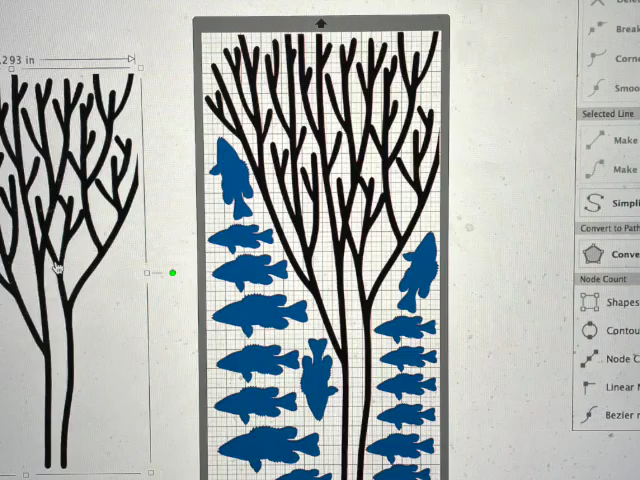 .293 in
Break
Corne
Smoo
Selected Line
Make
Make
Simpli
Convert to Path
Conve
Node Count
Shapes
Contou
Node C
Linear
Bezier